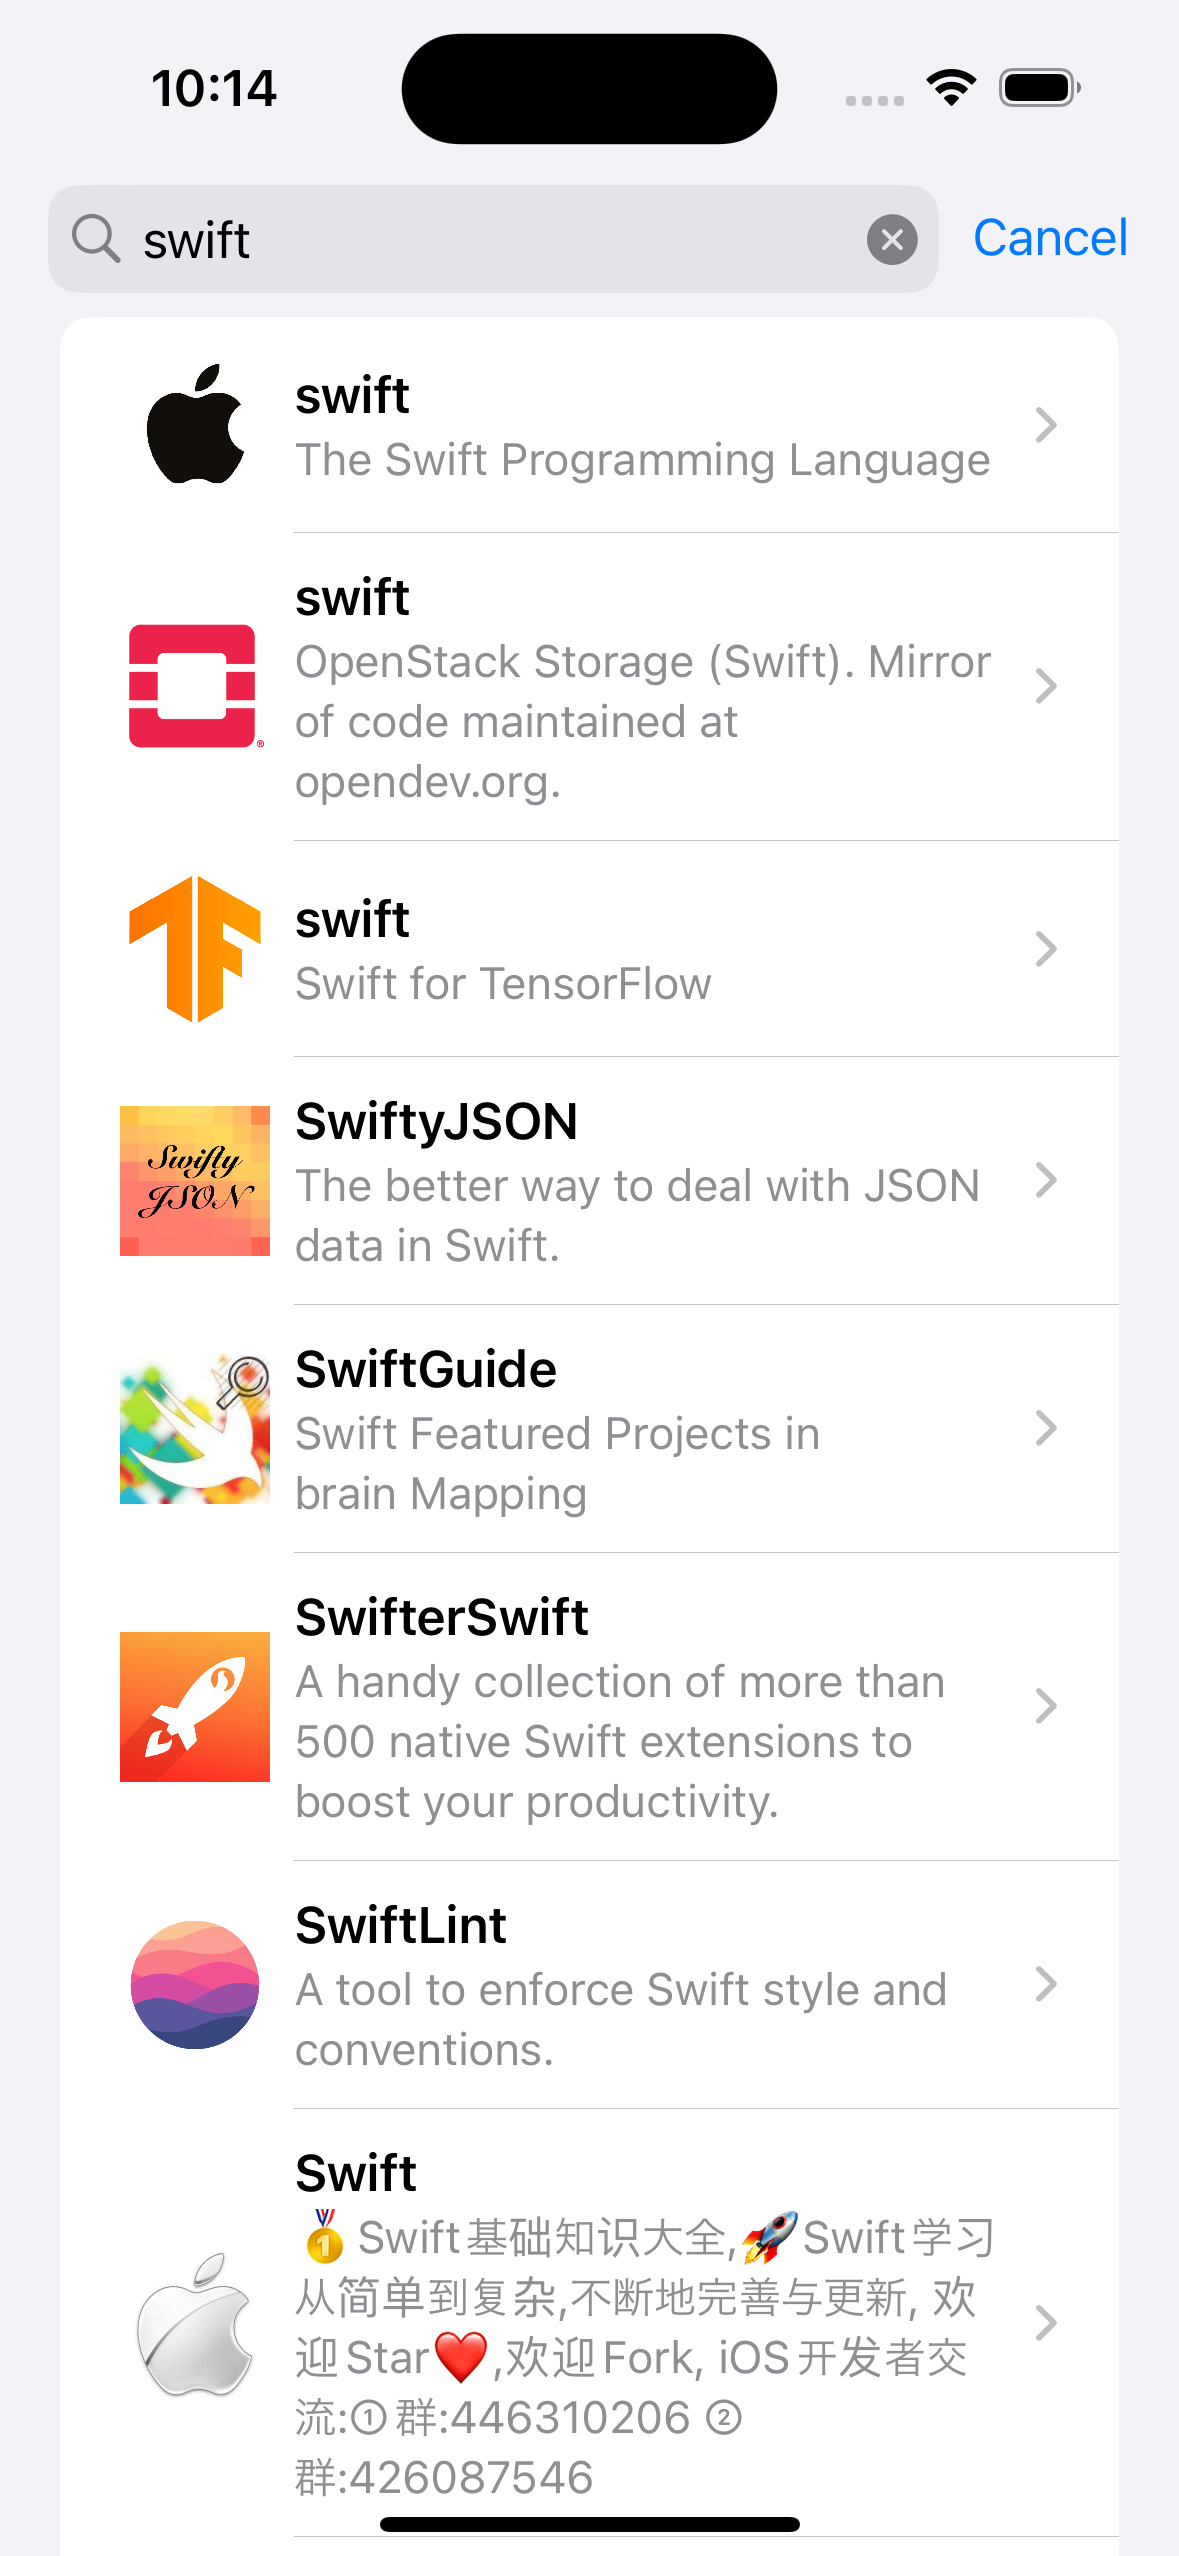 10:14
swift
Cancel
swift
The Swift Programming Language
swift
OpenStack Storage (Swift). Mirror
of code maintained at
opendev.org.
swift
Swift for TensorFlow
Swifty
JSON
SwiftyJSON
The better way to deal with JSON
data in Swift.
SwiftGuide
Swift Featured Projects in
brain Mapping
SwifterSwift
A handy collection of more than
500 native Swift extensions to
boost your productivity.
SwiftLint
A tool to enforce Swift style and
conventions.
Swift
🥇Swift基础知识大全,🚀Swift学习
从简单到复杂,不断地完善与更新, 欢
迎Star❤️,欢迎Fork, iOS开发者交
流:①群:446310206 ②
群:426087546